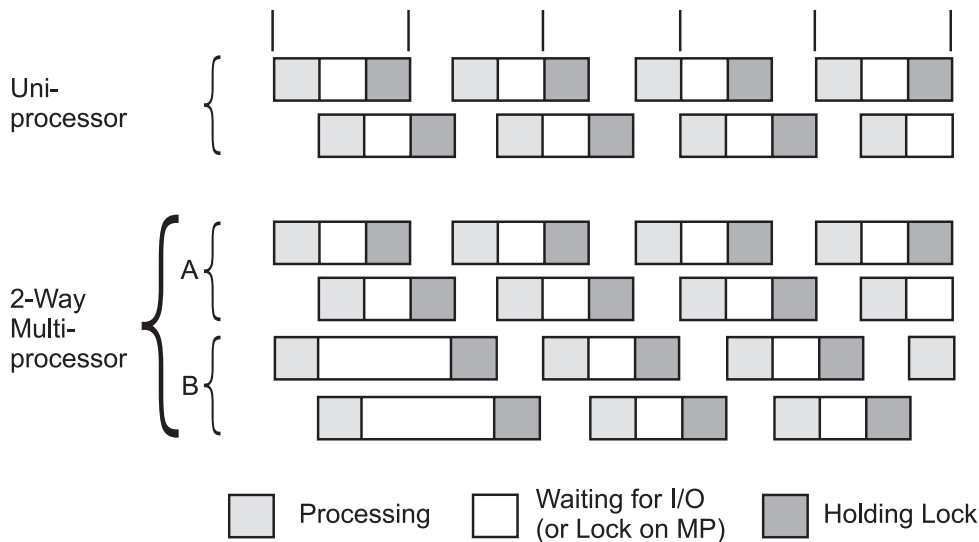 Uni-
processor
A
2-Way
Multi-
processor
B
Processing
Waiting for I/O
(or Lock on MP)
Holding Lock